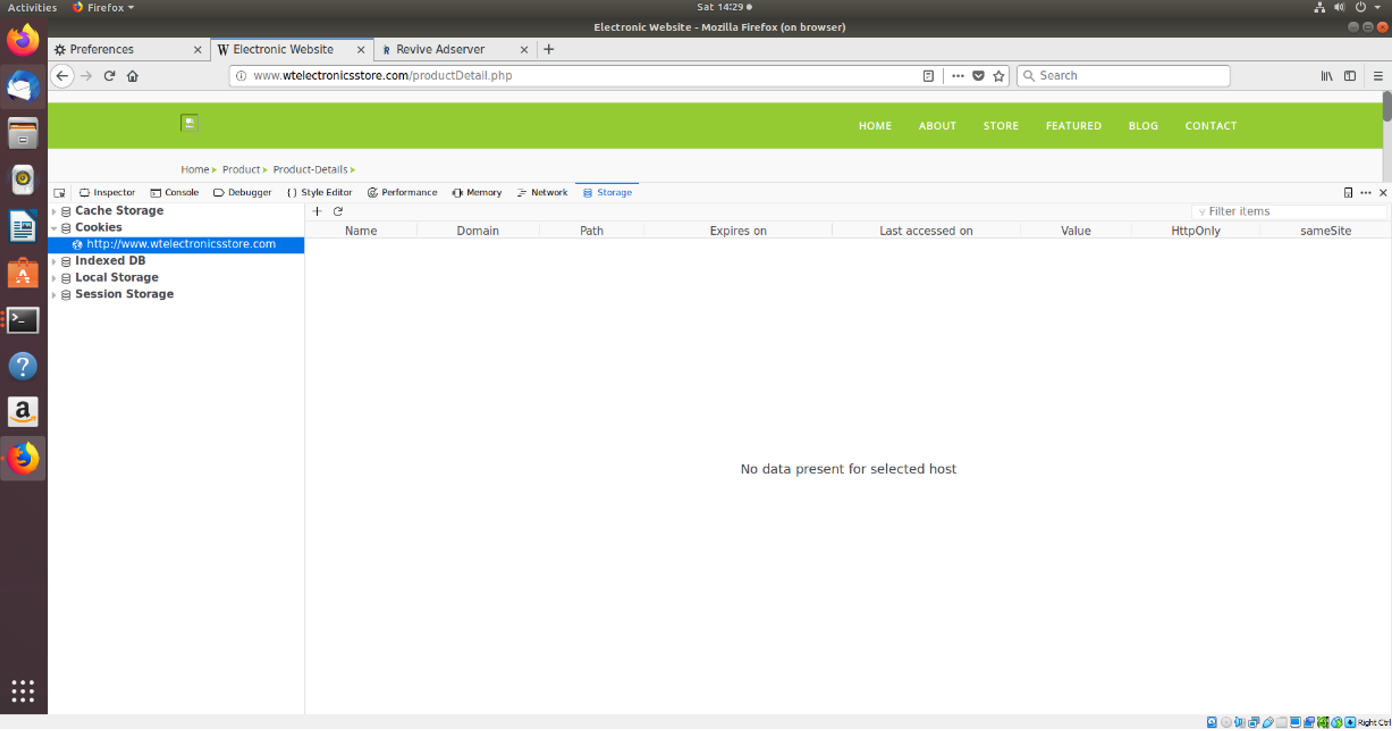 Activities Firefox Sat 14:29
Electronic Website - Mozilla Firefox (on browser)
Preferences Electronic Website Revive Adserver
www.wtelectronicsstore.com/productDetail.php Search
HOME ABOUT STORE FEATURED BLOG CONTACT
Home Product Product-Details
Inspector Console Debugger { } Style Editor Performance Memory Network Storage
Cache Storage Filter items
Cookies Name Domain Path Expires on Last accessed on Value HttpOnly sameSite
http://www.wtelectronicsstore.com
Indexed DB
Local Storage
Session Storage
No data present for selected host
Right Ctrl